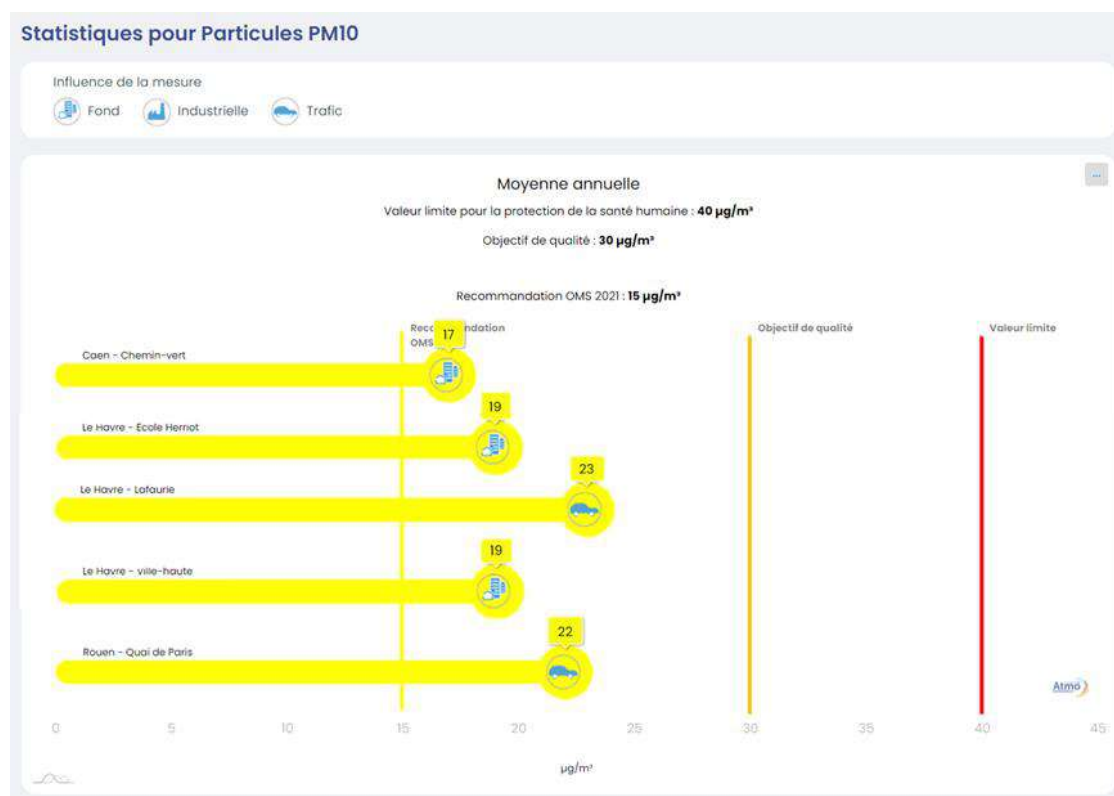 Statistiques pour Particules PM10
Influence de la mesure
Fond Industrielle Trafic
...
Moyenne annuelle
Valeur limite pour la protection de la santé humaine : 40 µg/m³
Objectif de qualité : 30 µg/m³
Recommandation OMS 2021 : 15 µg/m³
Objectif de qualité Valeur limite
OMS
17
Caen - Chemin-vert
19
Le Havre - École Herriot
23
Le Havre - Lafaurie
19
Le Havre - ville-haute
22
Rouen - Quai de Paris
Atmo
0 5 10 15 20 25 30 35 40 45
µg/m³